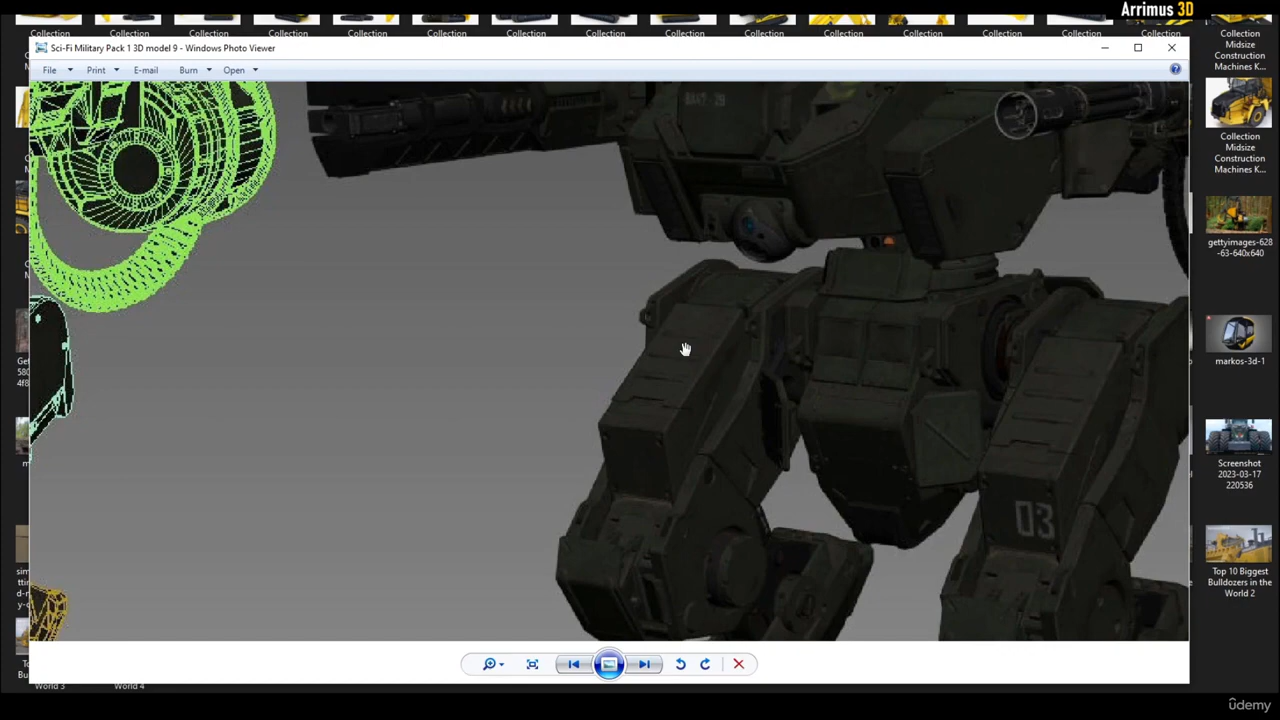 Arrimus 3D
Collection Collection Collection Collection Collection Collection Collection Collection Collection Collection Collection Collection Collection Collection Collection
Sci-Fi Military Pack 1 3D model 9 - Windows Photo Viewer
File Print E-mail Burn Open
Collection
Midsize
Construction
Machines K...
Collection
Midsize
Construction
Machines K...
gettyimages-628
-63-640x640
markos-3d-1
Screenshot
2023-03-17
220536
Top 10 Biggest
Bulldozers in the
World 2
03
World 3 World 4
ûdemy